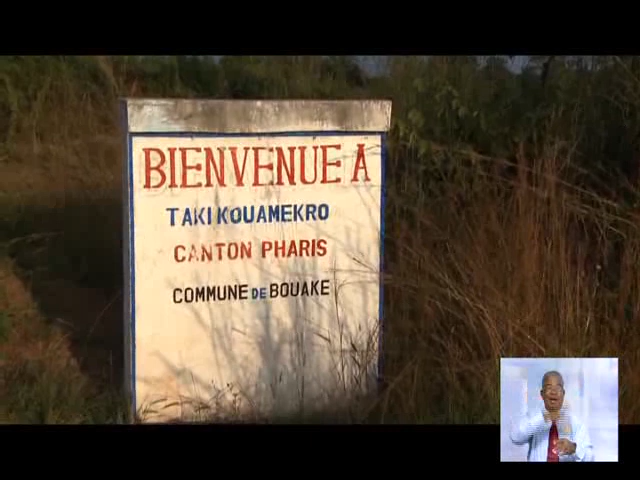 BIENVENUE A
TAKI KOUAMEKRO
CANTON PHARIS
COMMUNE DE BOUAKE